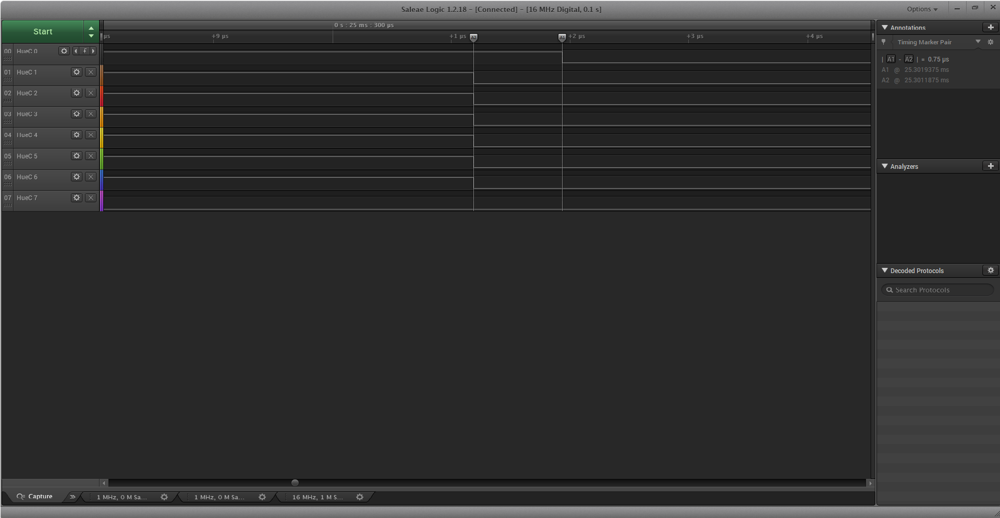 Saleae Logic 1.2.18 - [Connected] - [16 MHz Digital, 0.1 s]
Options
Start
0 s : 25 ms : 300 µs
µs +9 µs +1 µs A2 A1 +2 µs +3 µs +4 µs
00 HueC 0
01 HueC 1
02 HueC 2
03 HueC 3
04 HueC 4
05 HueC 5
06 HueC 6
07 HueC 7
Annotations
Timing Marker Pair
| A1 - A2 | = 0.75 µs
A1 @ 25.3019375 ms
A2 @ 25.3011875 ms
Analyzers
Decoded Protocols
Search Protocols
Capture
1 MHz, 0 M Sa...
1 MHz, 0 M Sa...
16 MHz, 1 M S...